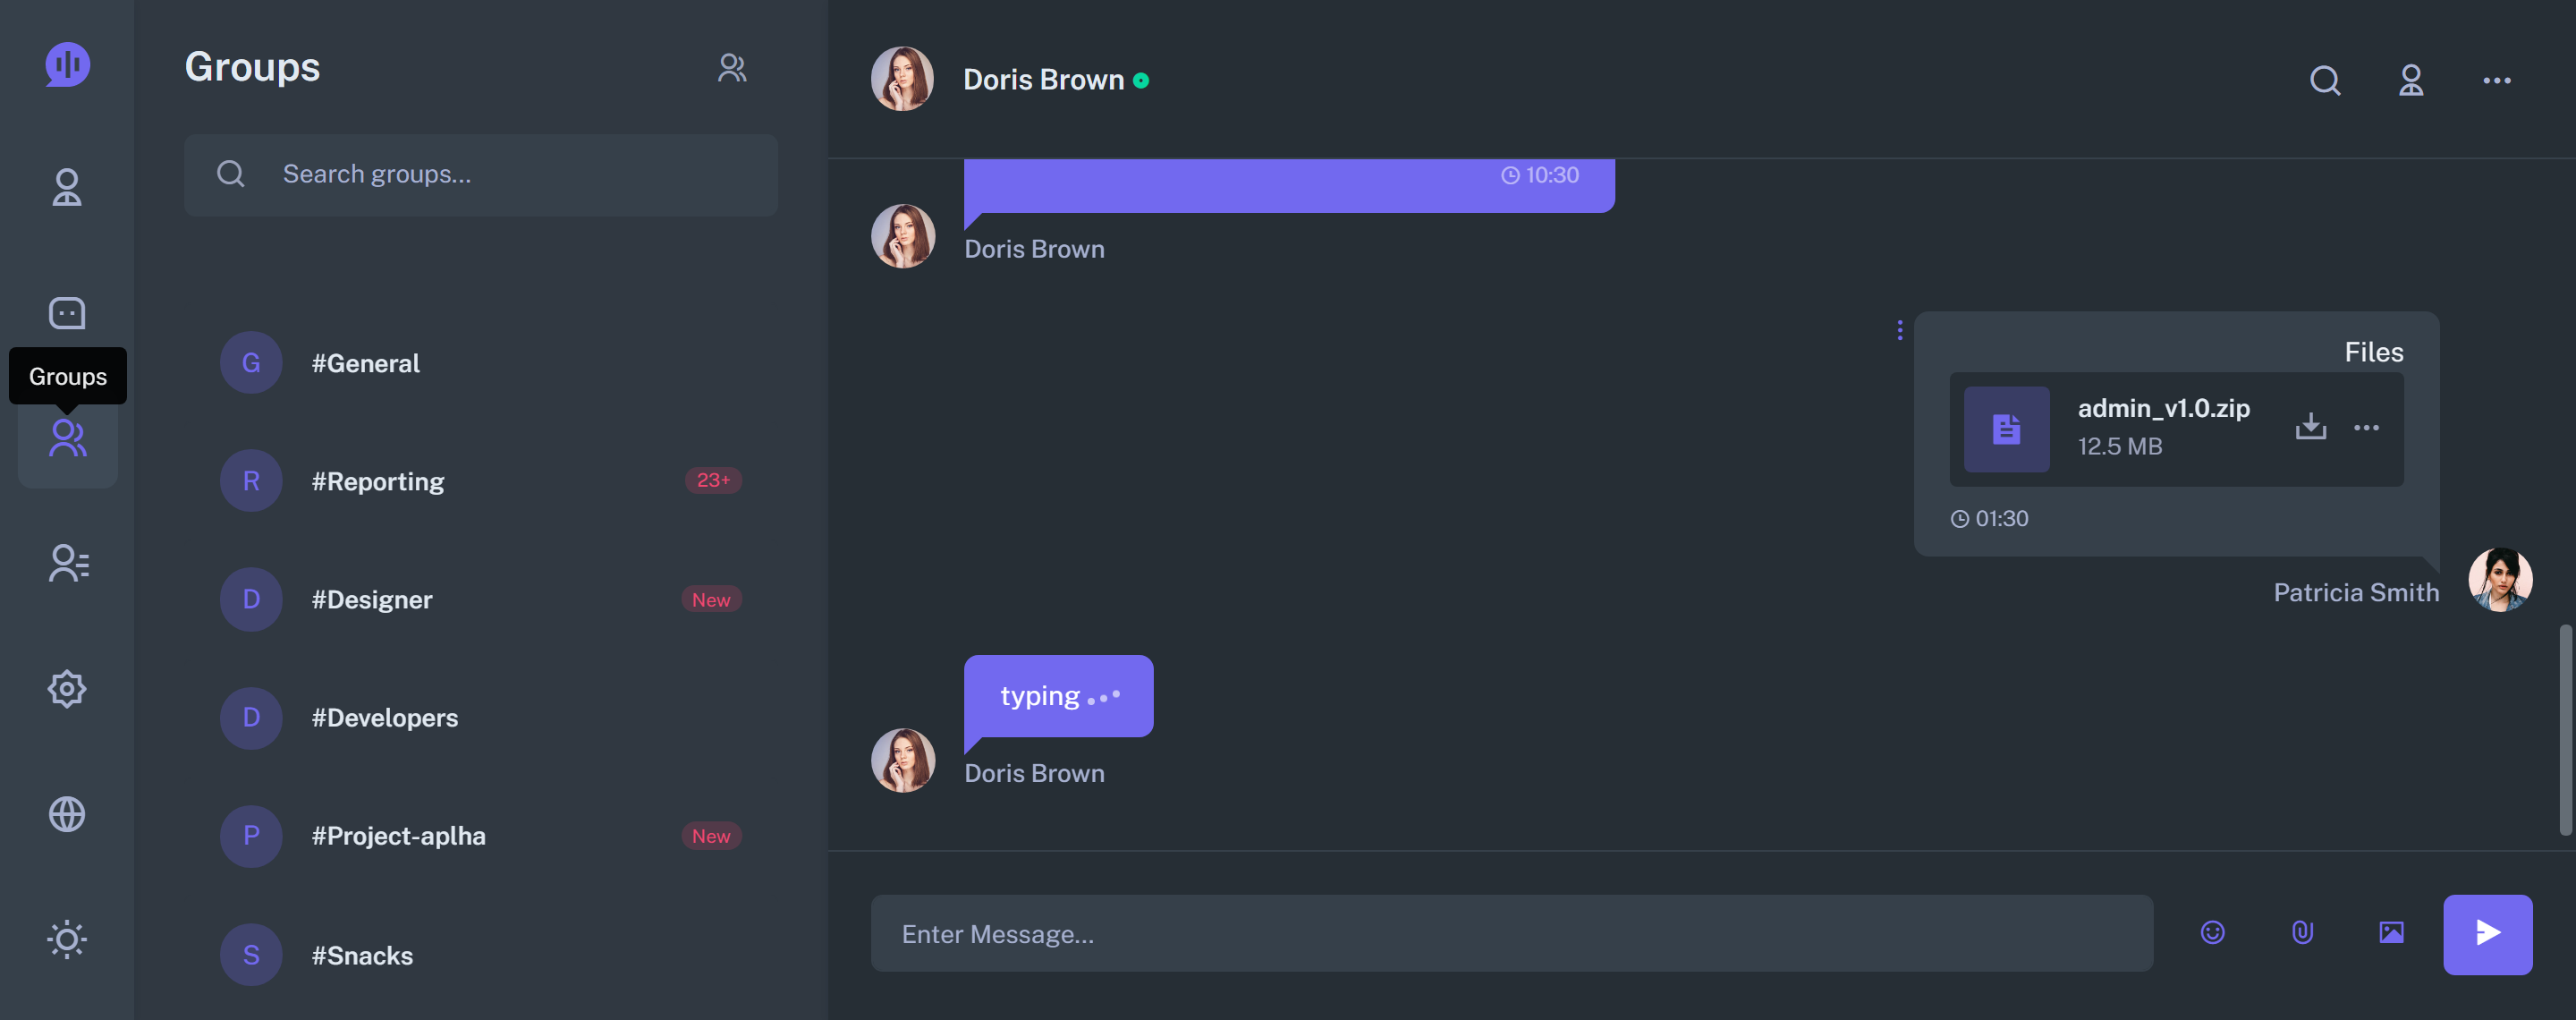 Groups
Search groups...
Groups
G
#General
R
#Reporting
23+
D
#Designer
New
D
#Developers
P
#Project-aplha
New
S
#Snacks
Doris Brown
10:30
Doris Brown
Files
admin_v1.0.zip
12.5 MB
01:30
Patricia Smith
typing
Doris Brown
Enter Message...